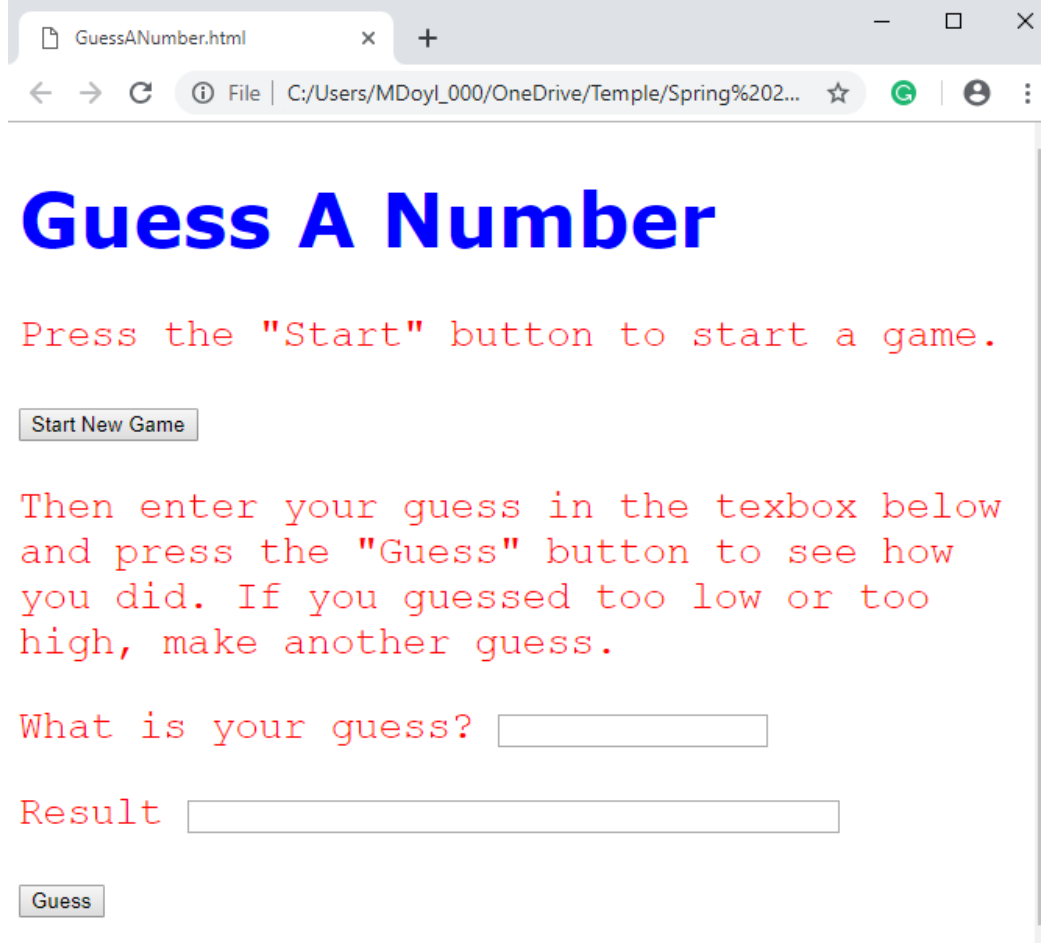 GuessANumber.html
File | C:/Users/MDoyl_000/OneDrive/Temple/Spring%202...
Guess A Number
Press the "Start" button to start a game.
Start New Game
Then enter your guess in the texbox below
and press the "Guess" button to see how
you did. If you guessed too low or too
high, make another guess.
What is your guess?
Result
Guess